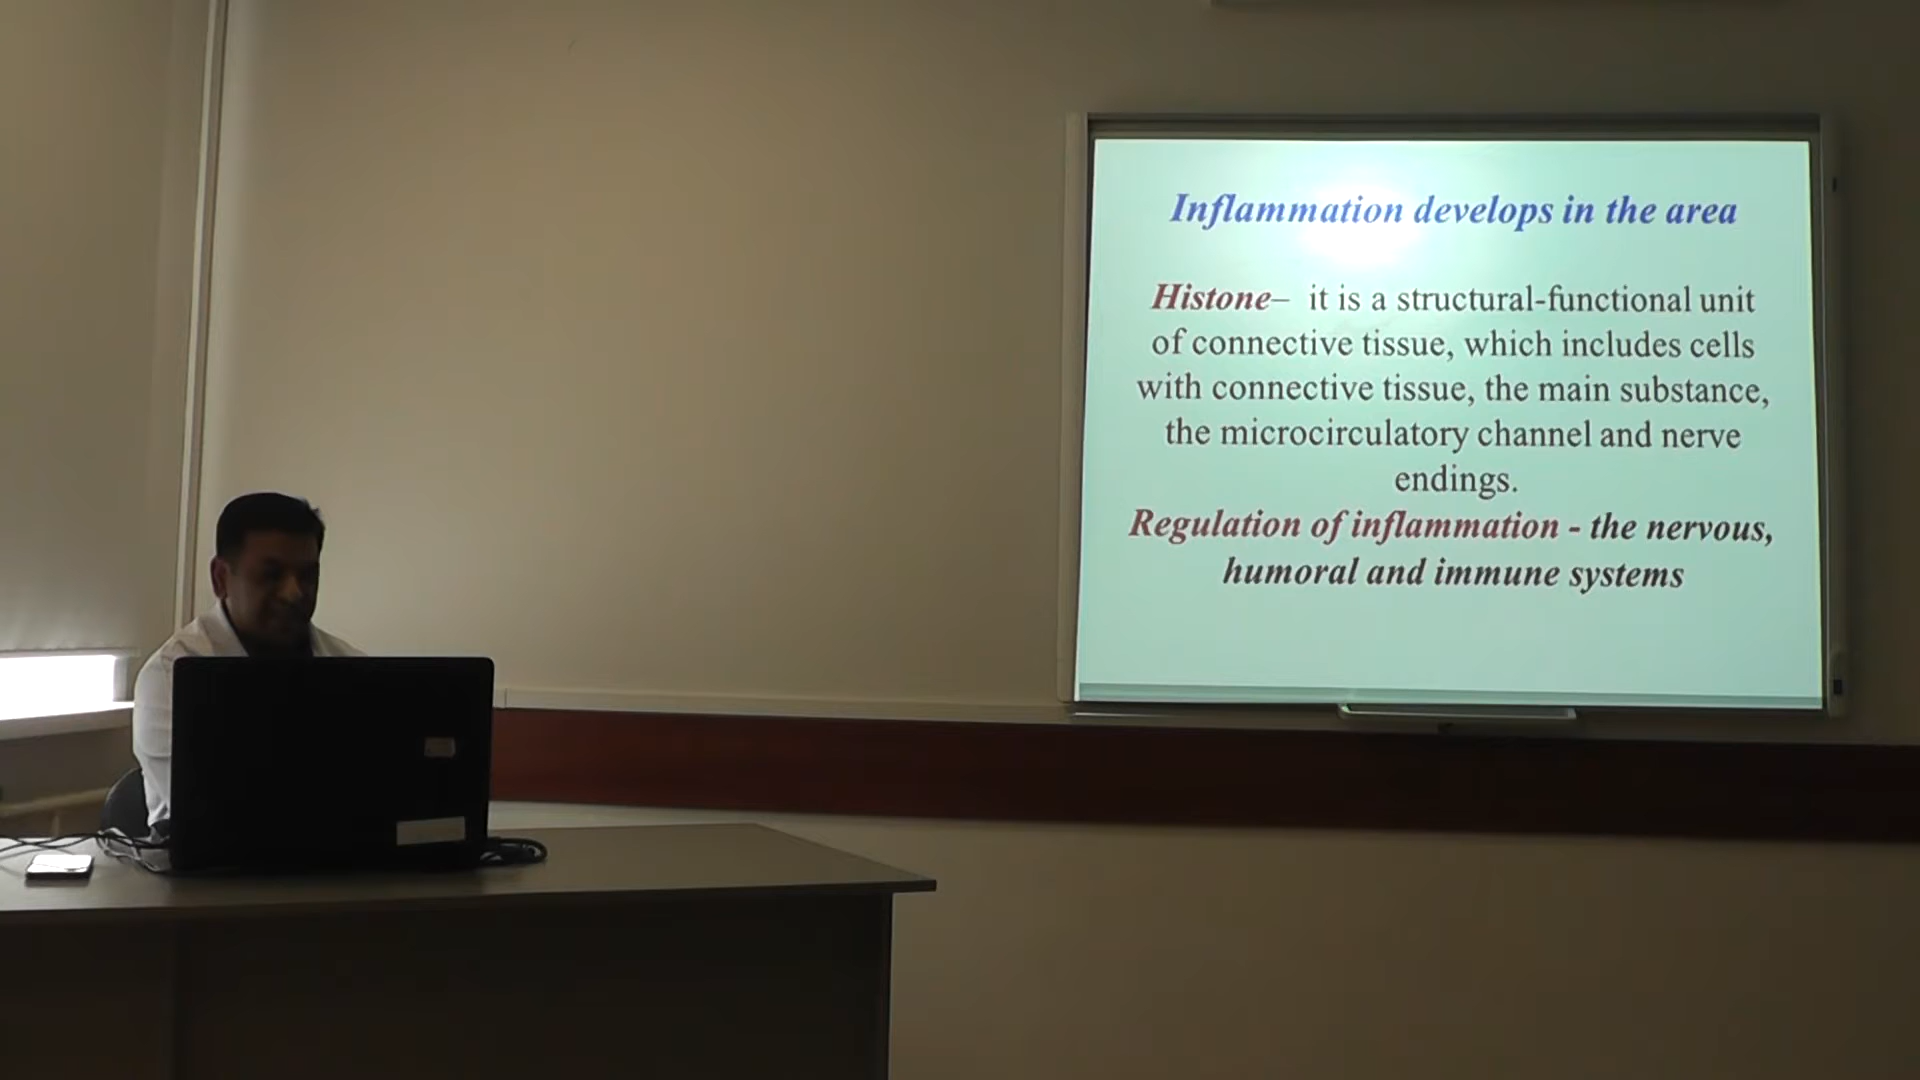 Inflammation develops in the area
Histone– it is a structural-functional unit
of connective tissue, which includes cells
with connective tissue, the main substance,
the microcirculatory channel and nerve
endings.
Regulation of inflammation - the nervous,
humoral and immune systems